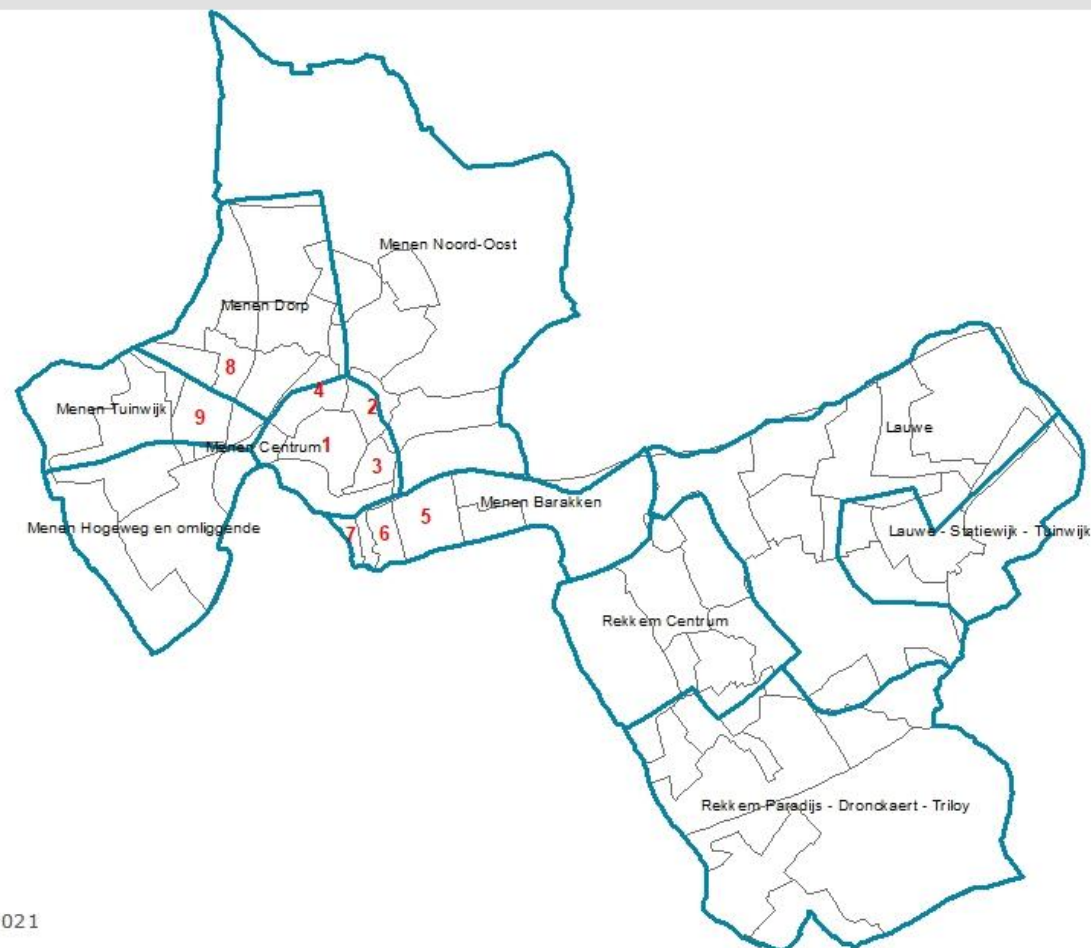 Menen Noord-Oost
Menen Dorp
8
4
Menen Tuinwijk
9
2
Lauwe
Menen Centrum
1
3
Menen Barakken
5
Menen Hogeweg en omliggende
7
6
Lauwe - Statiewijk - Tuinwijk
Rekkem Centrum
Rekkem Paradijs - Dronckaert - Triloy
021